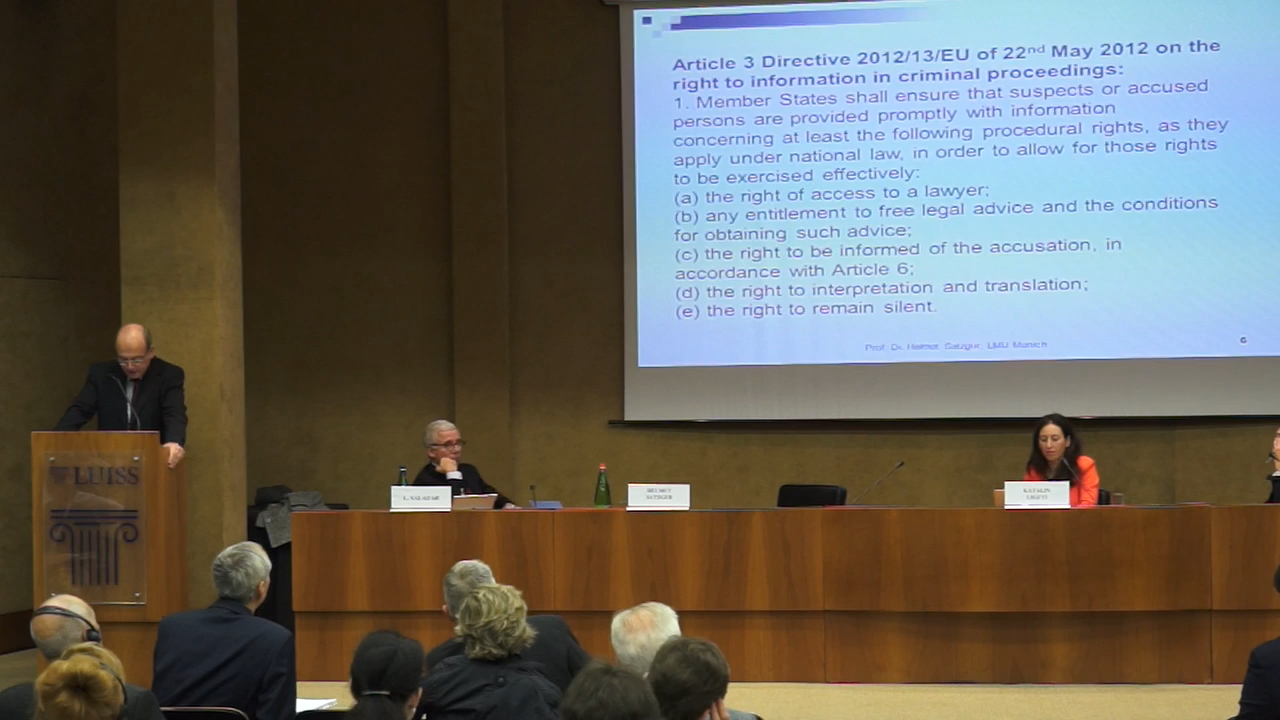 Article 3 Directive 2012/13/EU of 22nd May 2012 on the
right to information in criminal proceedings:
1. Member States shall ensure that suspects or accused
persons are provided promptly with information
concerning at least the following procedural rights, as they
apply under national law, in order to allow for those rights
to be exercised effectively:
(a) the right of access to a lawyer;
(b) any entitlement to free legal advice and the conditions
for obtaining such advice;
(c) the right to be informed of the accusation, in
accordance with Article 6;
(d) the right to interpretation and translation;
(e) the right to remain silent.
Prof. Dr. Helmut Satzger, LMU Munich
6
LUISS
L. SALAZAR
HELMUT
SATZGER
KATALIN
LIGETI